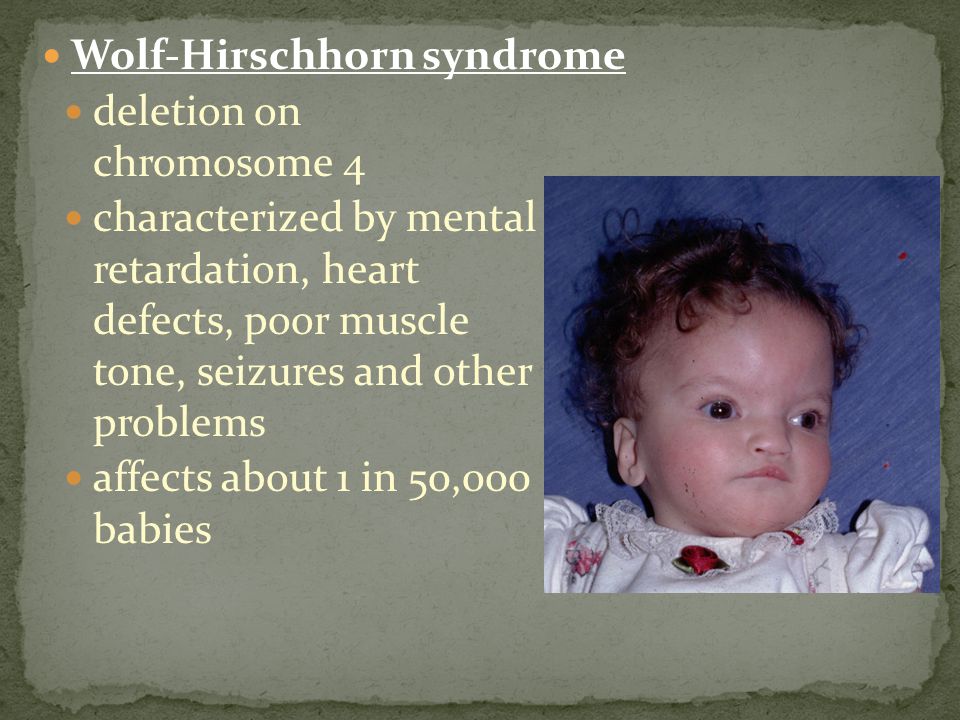 Wolf-Hirschhorn syndrome
deletion on
chromosome 4
characterized by mental
retardation, heart
defects, poor muscle
tone, seizures and other
problems
affects about 1 in 50,000
babies